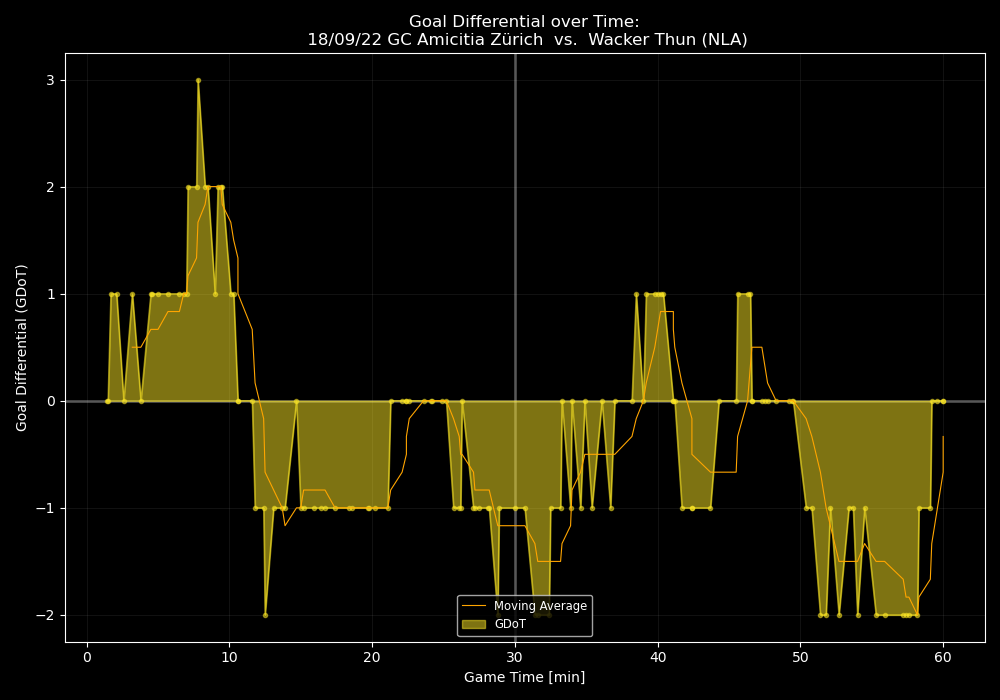 Goal Differential over Time:
18/09/22 GC Amicitia Zürich  vs.  Wacker Thun (NLA)
Goal Differential (GDoT)
3
2
1
0
−1
−2
Moving Average
GDoT
0 10 20 30 40 50 60
Game Time [min]